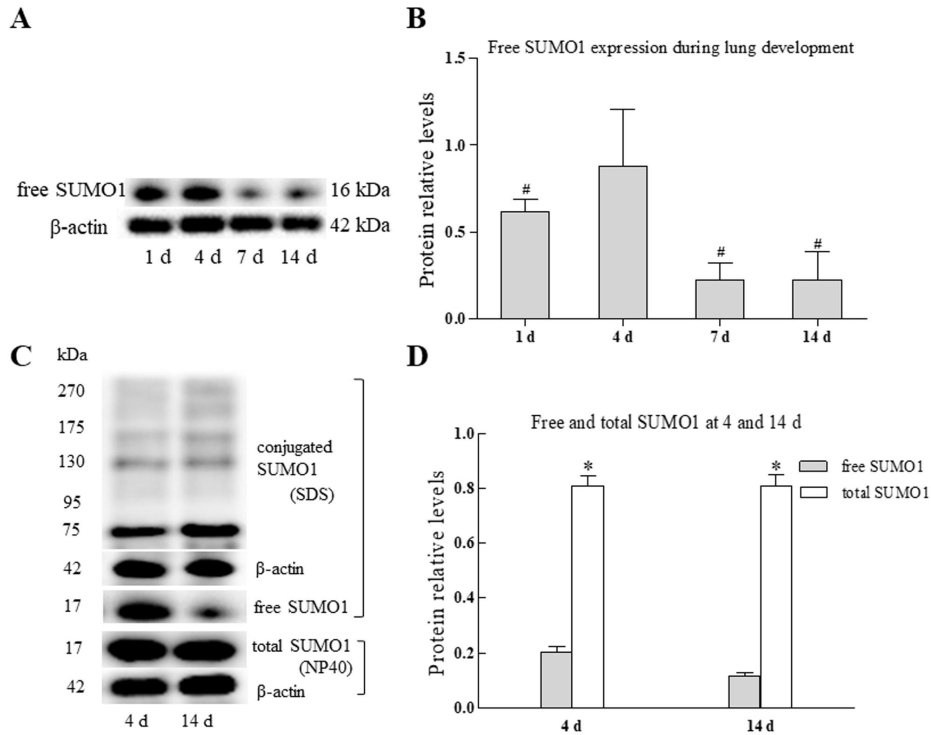 A
free SUMO1 16 kDa
β-actin 42 kDa
1 d 4 d 7 d 14 d
B
Free SUMO1 expression during lung development
Protein relative levels
1.5
1.0
0.5
0.0
#
#
#
1 d 4 d 7 d 14 d
C
kDa
270
175
130
95
75
42
17
17
42
conjugated
SUMO1
(SDS)
β-actin
free SUMO1
total SUMO1
(NP40)
β-actin
4 d 14 d
D
Free and total SUMO1 at 4 and 14 d
Protein relative levels
1.0
0.8
0.6
0.4
0.2
0.0
*
*
free SUMO1
total SUMO1
4 d 14 d